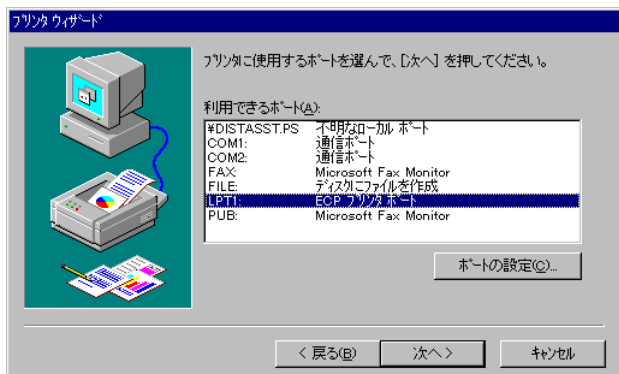 プリンタ ウィザード
プリンタに使用するポートを選んで、[次へ] を押してください。
利用できるポート(A):
¥DISTASST.PS 不明なローカル ポート
COM1: 通信ポート
COM2: 通信ポート
FAX: Microsoft Fax Monitor
FILE: ディスクにファイルを作成
LPT1: ECP プリンタ ポート
PUB: Microsoft Fax Monitor
ポートの設定(C)...
< 戻る(B)
次へ >
キャンセル